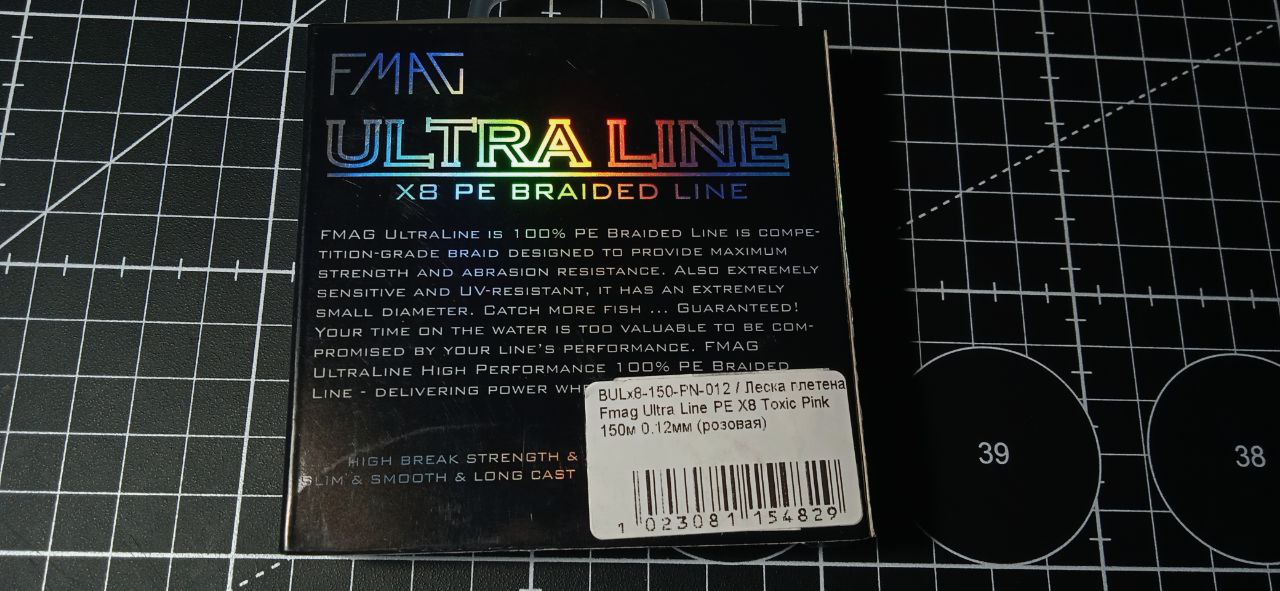 FMAG
ULTRA LINE
X8 PE BRAIDED LINE
FMAG UltraLine is 100% PE Braided Line is compe-
tition-grade braid designed to provide maximum
strength and abrasion resistance. Also extremely
sensitive and UV-resistant, it has an extremely
small diameter. Catch more fish ... Guaranteed!
Your time on the water is too valuable to be com-
promised by your line's performance. FMAG
UltraLine High Performance 100% PE Braided
Line - delivering power
high break strength &
slim & smooth & long cast
BULx8-150-PN-012 / Леска плетена
Fmag Ultra Line PE X8 Toxic Pink
150м 0.12мм (розовая)
1 023081 154829
39
38